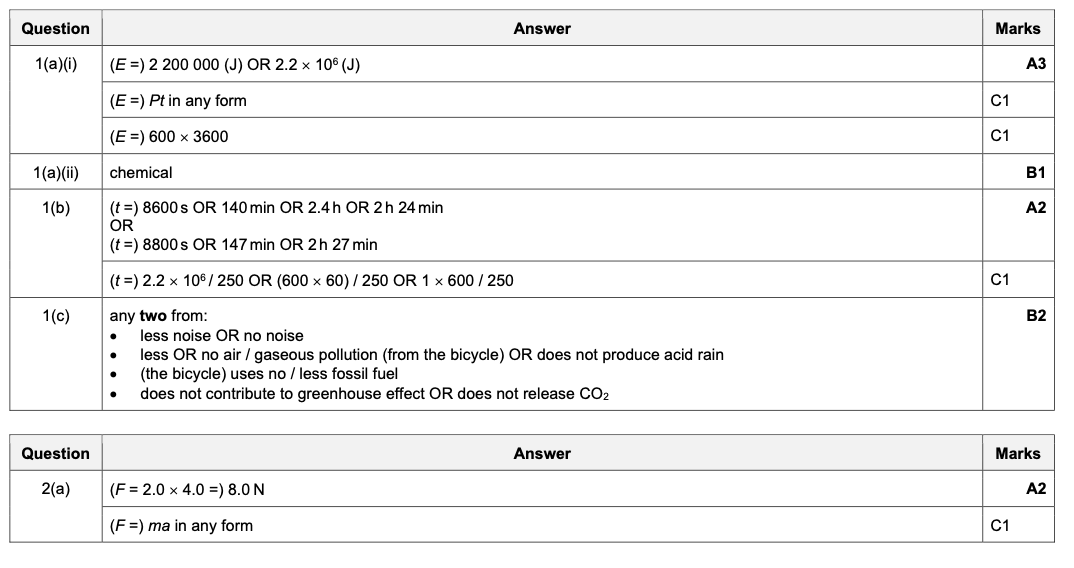 Question Answer Marks
1(a)(i) (E =) 2 200 000 (J) OR 2.2 × 10⁶ (J) A3
(E =) Pt in any form C1
(E =) 600 × 3600 C1
1(a)(ii) chemical B1
1(b) (t =) 8600 s OR 140 min OR 2.4 h OR 2 h 24 min A2
OR
(t =) 8800 s OR 147 min OR 2 h 27 min
(t =) 2.2 × 10⁶ / 250 OR (600 × 60) / 250 OR 1 × 600 / 250 C1
1(c) any two from: B2
• less noise OR no noise
• less OR no air / gaseous pollution (from the bicycle) OR does not produce acid rain
• (the bicycle) uses no / less fossil fuel
• does not contribute to greenhouse effect OR does not release CO₂
Question Answer Marks
2(a) (F = 2.0 × 4.0 =) 8.0 N A2
(F =) ma in any form C1